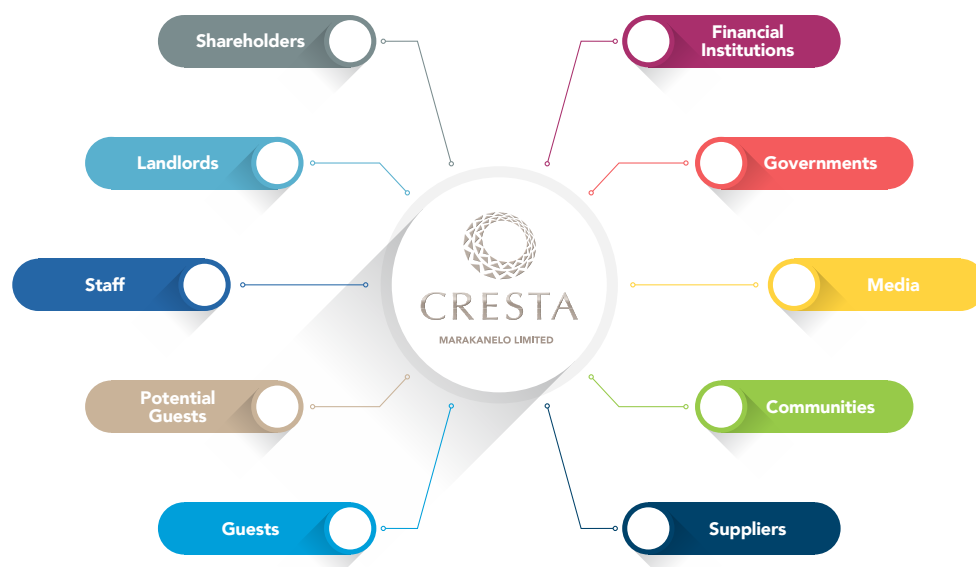 Shareholders
Financial
Institutions
Landlords
Governments
Staff
CRESTA
MARAKANELO LIMITED
Media
Potential
Guests
Communities
Guests
Suppliers